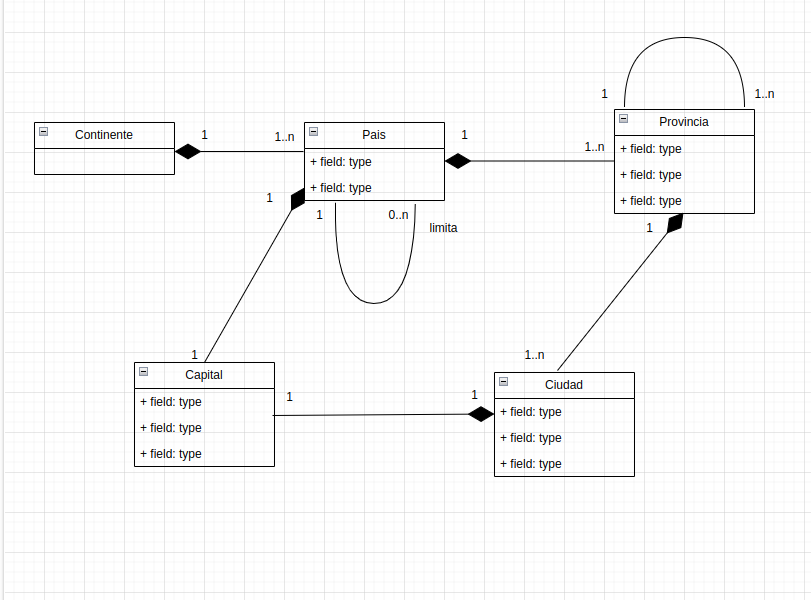 1
1..n
Continente
1
1..n
Pais
1
1..n
Provincia
+ field: type
+ field: type
+ field: type
+ field: type
+ field: type
1
1
0..n
limita
1
1
1..n
Capital
+ field: type
+ field: type
+ field: type
1
1
Ciudad
+ field: type
+ field: type
+ field: type